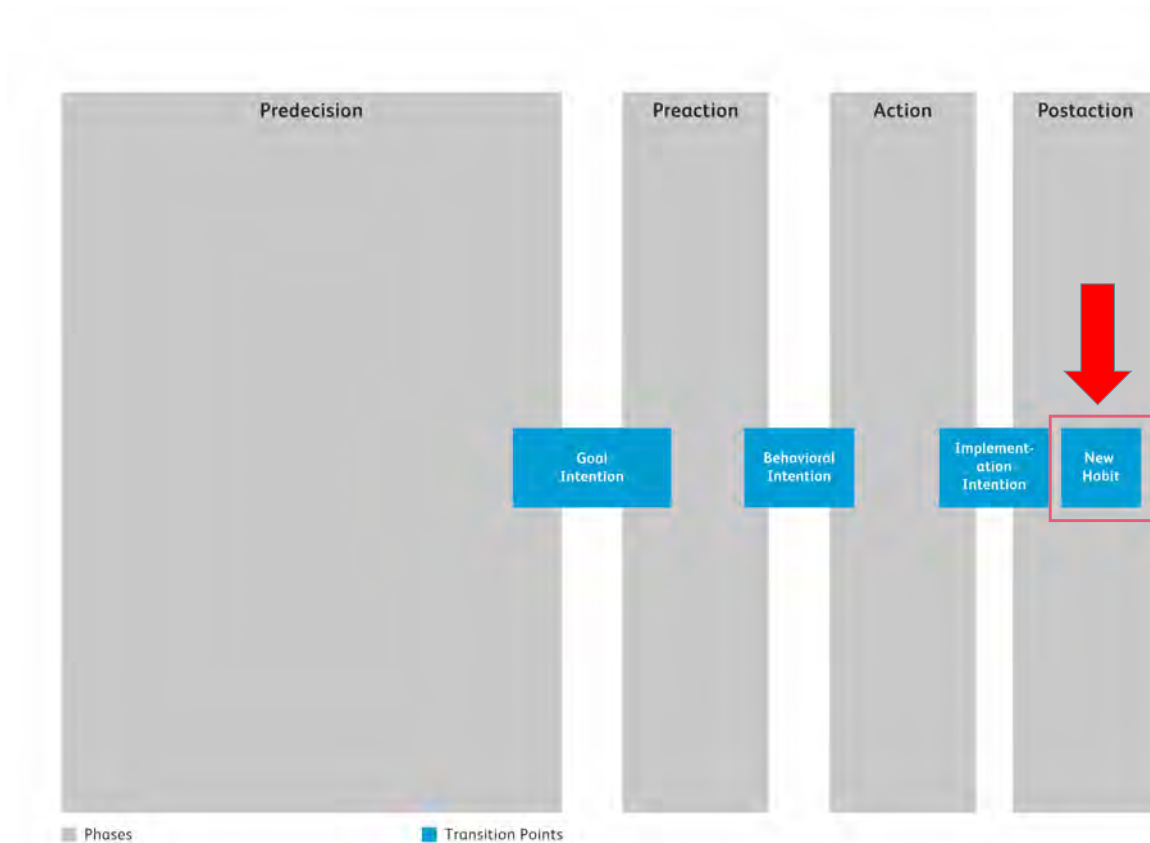 Predecision
Preaction
Action
Postaction
Goal
Intention
Behavioral
Intention
Implement-
ation
Intention
New
Habit
Phases
Transition Points